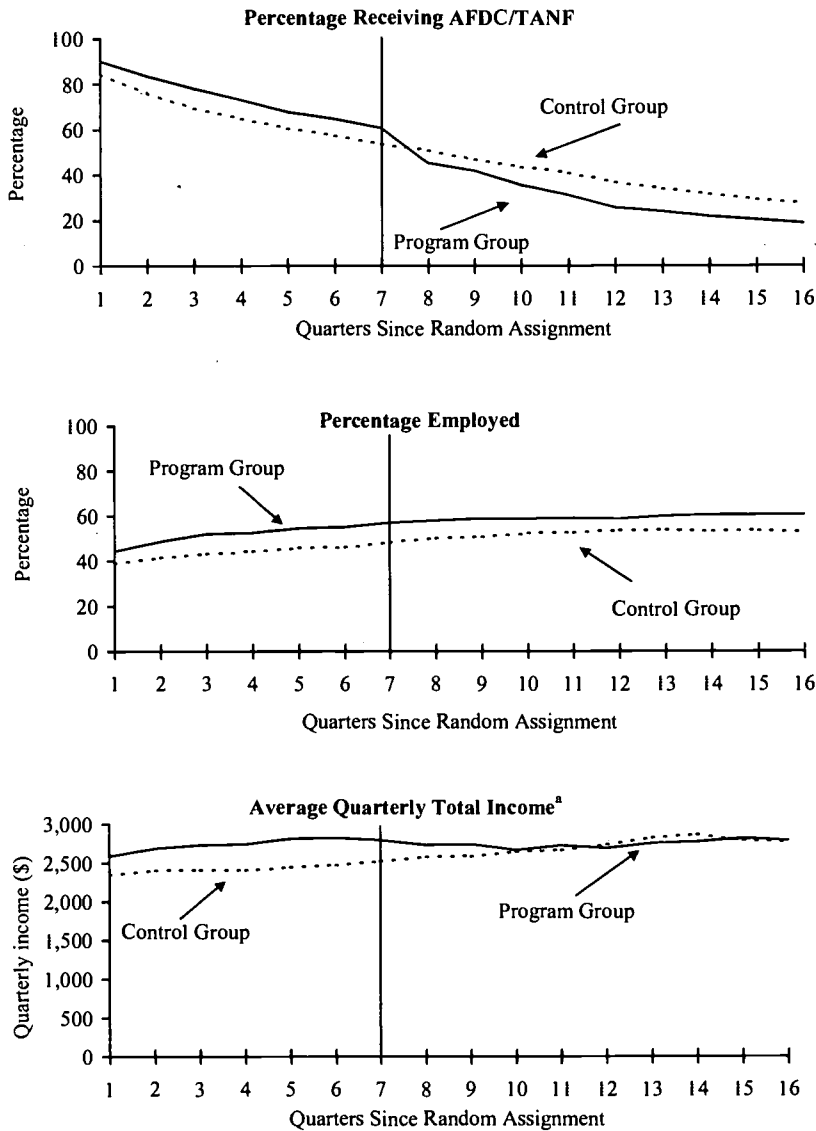 Percentage Receiving AFDC/TANF
100
80
60
40
20
0
Percentage
Control Group
Program Group
1 2 3 4 5 6 7 8 9 10 11 12 13 14 15 16
Quarters Since Random Assignment
Percentage Employed
100
80
60
40
20
0
Percentage
Program Group
Control Group
1 2 3 4 5 6 7 8 9 10 11 12 13 14 15 16
Quarters Since Random Assignment
Average Quarterly Total Incomeª
3,000
2,500
2,000
1,500
1,000
500
0
Quarterly income ($)
Control Group
Program Group
1 2 3 4 5 6 7 8 9 10 11 12 13 14 15 16
Quarters Since Random Assignment